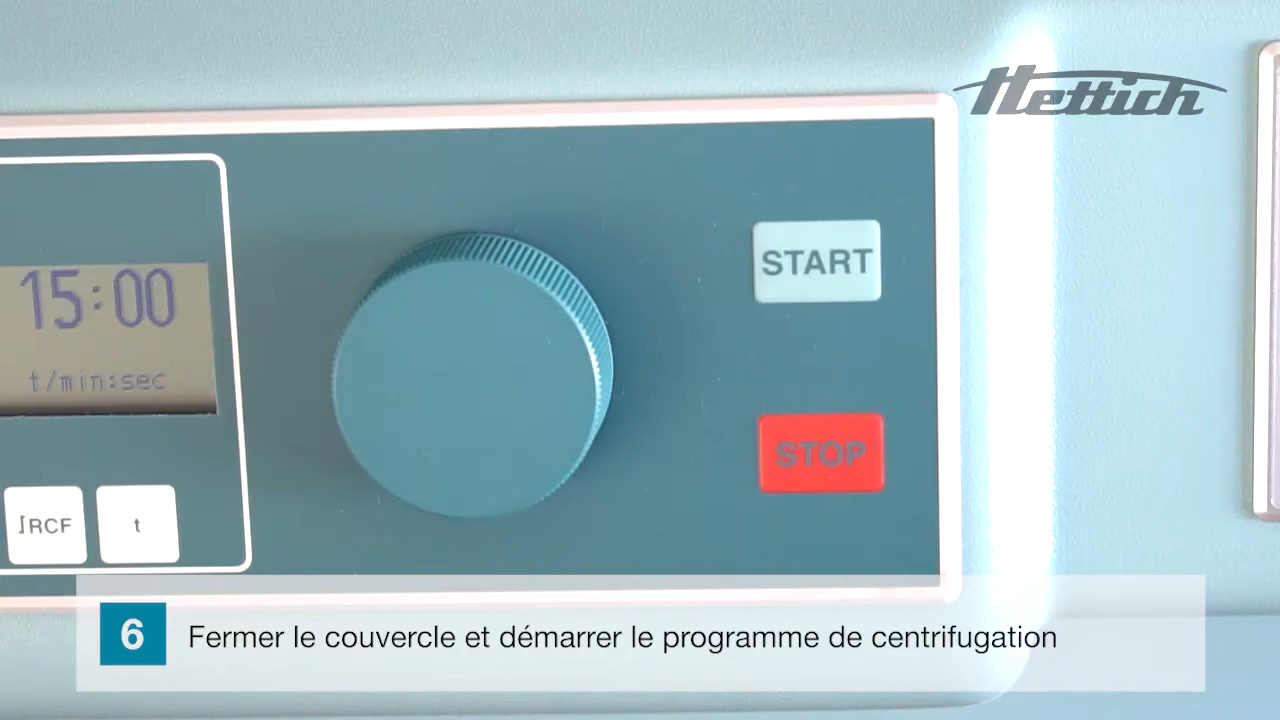 Hettich
15:00
t/min:sec
START
STOP
∫RCF
t
6 Fermer le couvercle et démarrer le programme de centrifugation